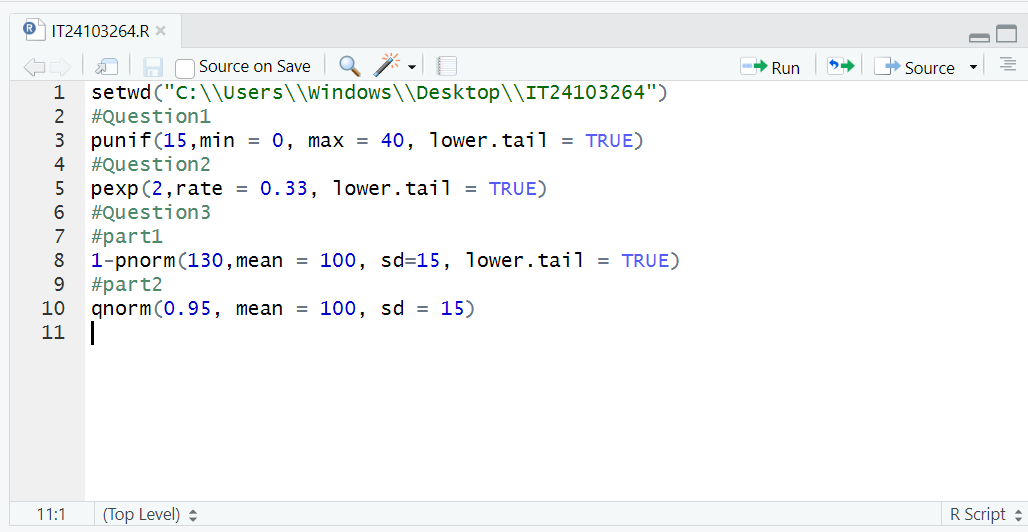 IT24103264.R
Source on Save
Run
Source
1 setwd("C:\\Users\\Windows\\Desktop\\IT24103264")
2 #Question1
3 punif(15,min = 0, max = 40, lower.tail = TRUE)
4 #Question2
5 pexp(2,rate = 0.33, lower.tail = TRUE)
6 #Question3
7 #part1
8 1-pnorm(130,mean = 100, sd=15, lower.tail = TRUE)
9 #part2
10 qnorm(0.95, mean = 100, sd = 15)
11
11:1 (Top Level) R Script